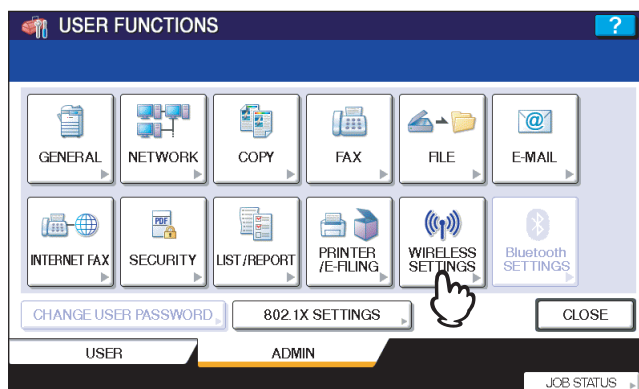 USER FUNCTIONS
?
GENERAL
NETWORK
COPY
FAX
FILE
E-MAIL
@
PDF
INTERNET FAX
SECURITY
LIST/REPORT
PRINTER
/E-FILING
WIRELESS
SETTINGS
Bluetooth
SETTINGS
CHANGE USER PASSWORD
802.1X SETTINGS
CLOSE
USER
ADMIN
JOB STATUS